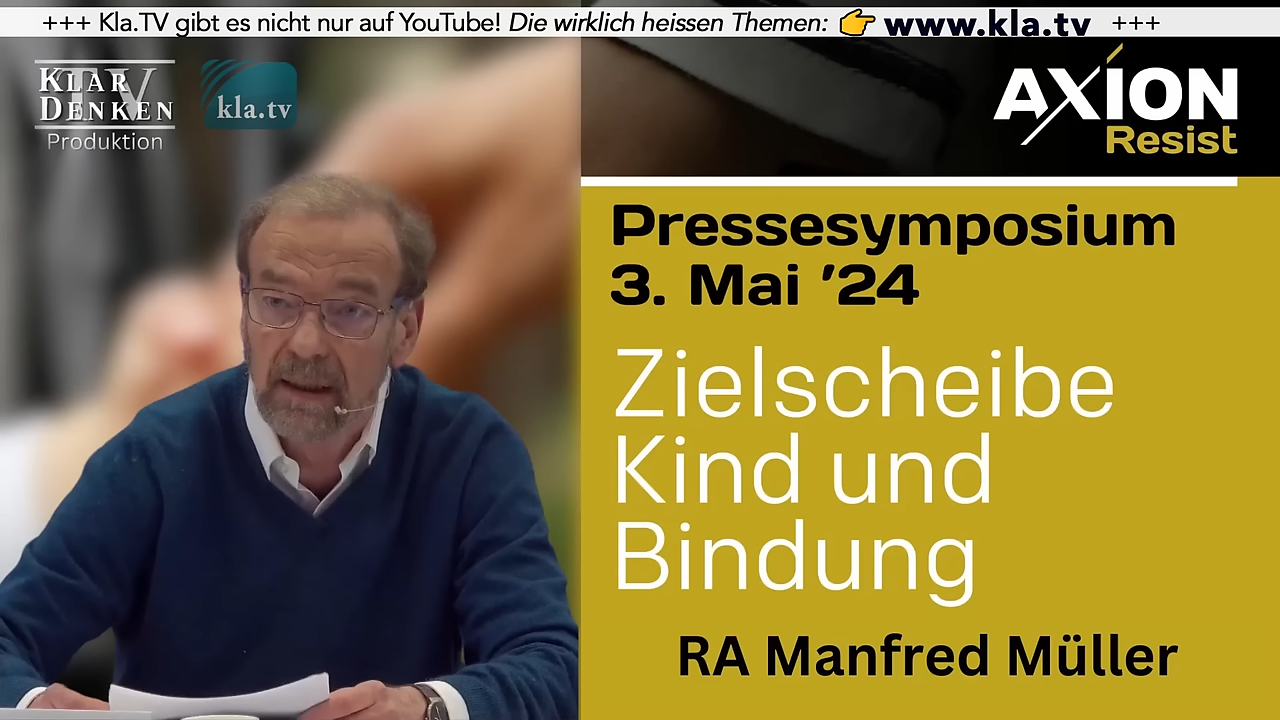 +++ Kla.TV gibt es nicht nur auf YouTube! Die wirklich heissen Themen: 👉 www.kla.tv +++
TV
KLAR
DENKEN
Produktion
kla.tv
AXION
Resist
Pressesymposium
3. Mai '24
Zielscheibe
Kind und
Bindung
RA Manfred Müller